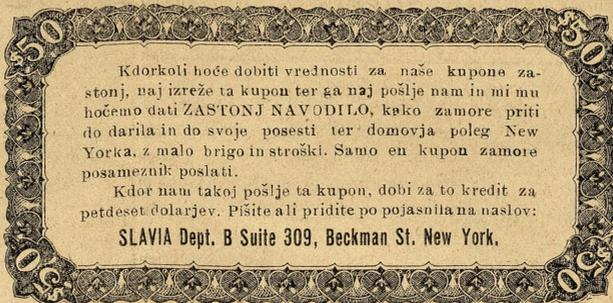 $50
50
Kdorkoli hoće dobiti vrednosti za naše kupone za-
stonj, naj izreže ta kupon ter ga naj pošlje nam in mi mu
hoćemo dati ZASTONJ NAVODILO, kako zamore priti
do darila in do svoje posesti ter domovja poleg New
Yorka, z malo brigo in stroški. Samo en kupon zamore
posameznik poslati.
Kdor nam takoj pošlje ta kupon, dobi za to kredit za
petdeset dolarjev. Pišite ali pridite po pojasnila na naslov:
SLAVIA Dept. B Suite 309, Beckman St. New York.